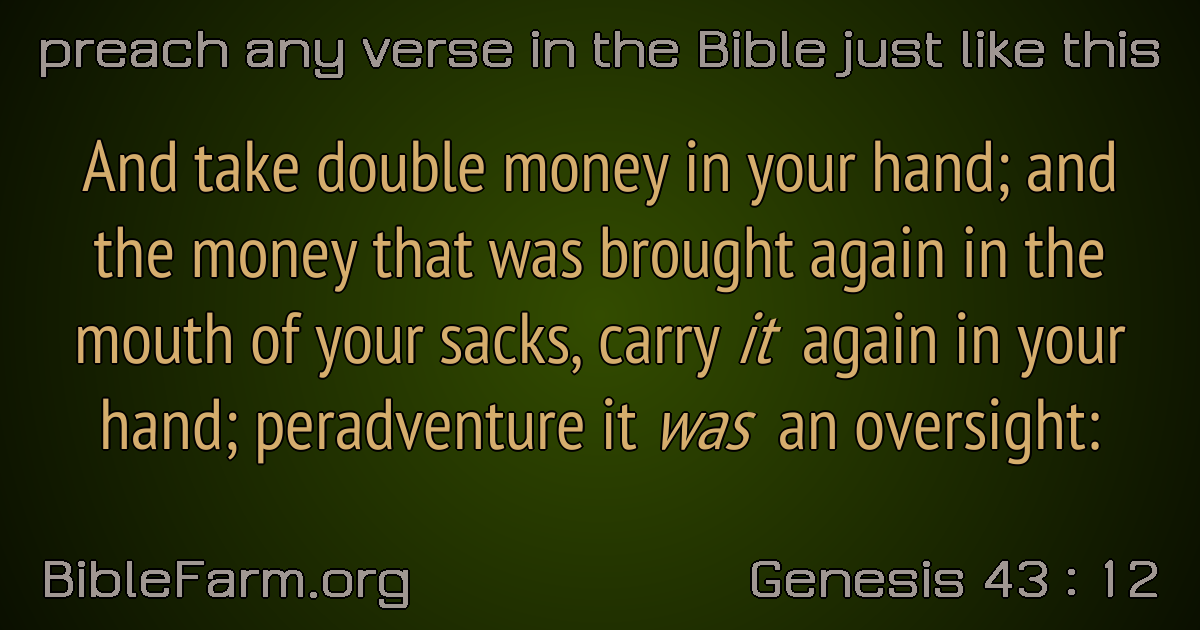 preach any verse in the Bible just like this
And take double money in your hand; and
the money that was brought again in the
mouth of your sacks, carry it again in your
hand; peradventure it was an oversight:
BibleFarm.org
Genesis 43 : 12